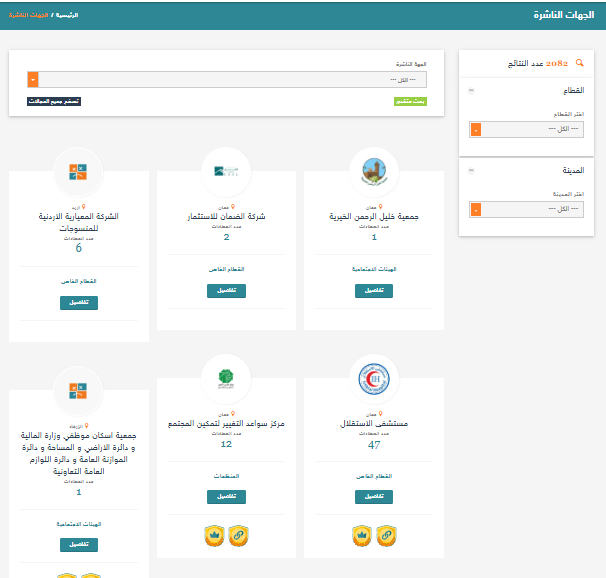 الجهات الناشرة
الرئيسية / الجهات الناشرة
2082 عدد النتائج
القطاع
اختر القطاع
--- الكل ---
المدينة
اختر المدينة
--- الكل ---
الجهة الناشرة
--- الكل ---
بحث متقدم
تصفح جميع المجالات
عمان
جمعية خليل الرحمن الخيرية
عدد العطاءات
1
الهيئات الاجتماعية
تفاصيل
عمان
شركة الضمان للاستثمار
عدد العطاءات
2
القطاع الخاص
تفاصيل
اربد
الشركة المعيارية الاردنية
للمنسوجات
عدد العطاءات
6
القطاع الخاص
تفاصيل
عمان
مستشفى الاستقلال
عدد العطاءات
47
القطاع الخاص
تفاصيل
عمان
مركز سواعد التغيير لتمكين المجتمع
عدد العطاءات
12
المنظمات
تفاصيل
الزرقاء
جمعية اسكان موظفي وزارة المالية
و دائرة الاراضي و المساحة و دائرة
الموازنة العامة و دائرة اللوازم
العامة التعاونية
عدد العطاءات
1
الهيئات الاجتماعية
تفاصيل